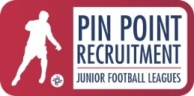 PIN POINT
RECRUITMENT
JUNIOR FOOTBALL LEAGUES